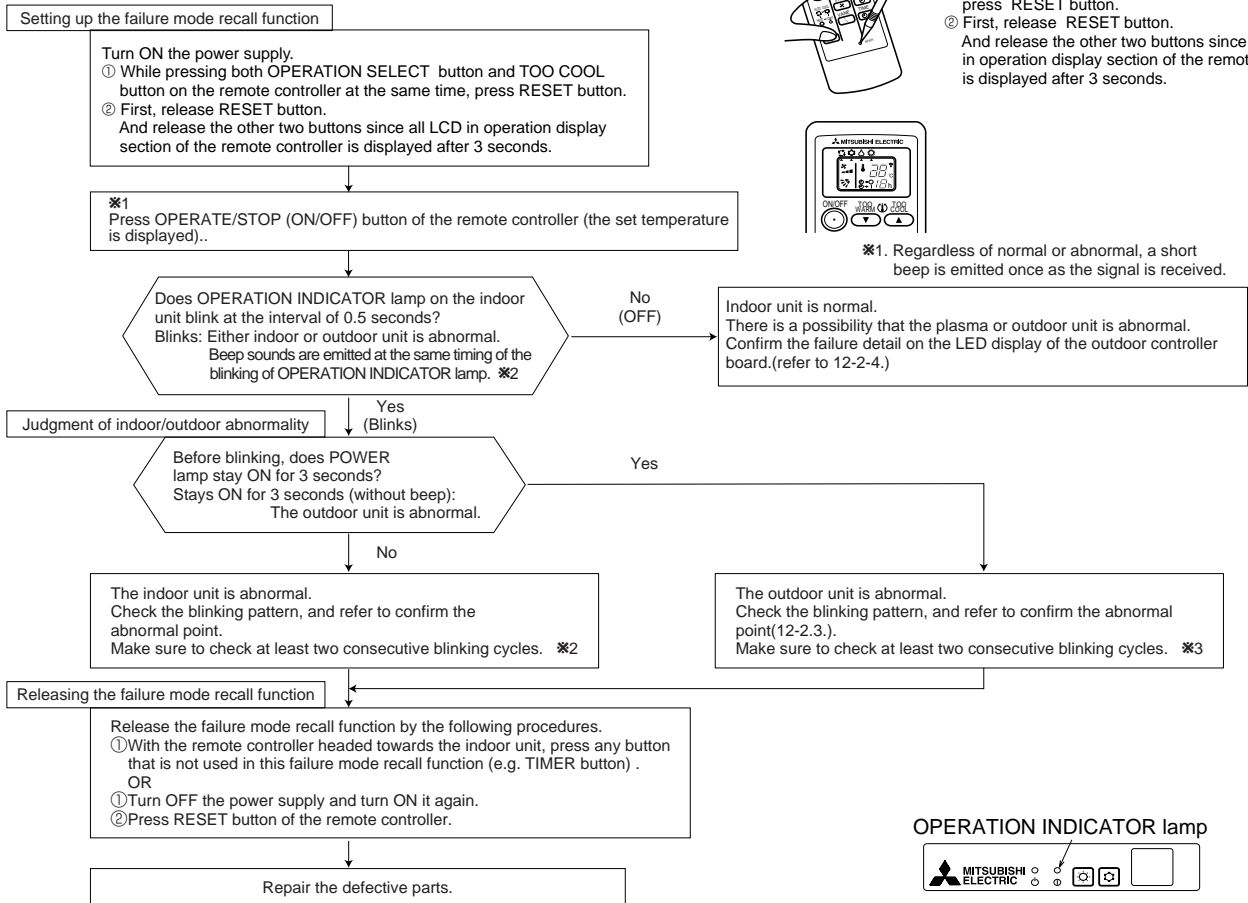 Setting up the failure mode recall function
Turn ON the power supply.
① While pressing both OPERATION SELECT button and TOO COOL
button on the remote controller at the same time, press RESET button.
② First, release RESET button.
And release the other two buttons since all LCD in operation display
section of the remote controller is displayed after 3 seconds.
press RESET button.
② First, release RESET button.
And release the other two buttons since
in operation display section of the remot
is displayed after 3 seconds.
MITSUBISHI ELECTRIC
ON/OFF
TOO WARM
TOO COOL
※1
Press OPERATE/STOP (ON/OFF) button of the remote controller (the set temperature
is displayed)..
※1. Regardless of normal or abnormal, a short
beep is emitted once as the signal is received.
Does OPERATION INDICATOR lamp on the indoor
unit blink at the interval of 0.5 seconds?
Blinks: Either indoor or outdoor unit is abnormal.
Beep sounds are emitted at the same timing of the
blinking of OPERATION INDICATOR lamp. ※2
No
(OFF)
Indoor unit is normal.
There is a possibility that the plasma or outdoor unit is abnormal.
Confirm the failure detail on the LED display of the outdoor controller
board.(refer to 12-2-4.)
Yes
(Blinks)
Judgment of indoor/outdoor abnormality
Before blinking, does POWER
lamp stay ON for 3 seconds?
Stays ON for 3 seconds (without beep):
The outdoor unit is abnormal.
Yes
No
The indoor unit is abnormal.
Check the blinking pattern, and refer to confirm the
abnormal point.
Make sure to check at least two consecutive blinking cycles. ※2
The outdoor unit is abnormal.
Check the blinking pattern, and refer to confirm the abnormal
point(12-2.3.).
Make sure to check at least two consecutive blinking cycles. ※3
Releasing the failure mode recall function
Release the failure mode recall function by the following procedures.
①With the remote controller headed towards the indoor unit, press any button
that is not used in this failure mode recall function (e.g. TIMER button) .
OR
①Turn OFF the power supply and turn ON it again.
②Press RESET button of the remote controller.
Repair the defective parts.
OPERATION INDICATOR lamp
MITSUBISHI
ELECTRIC